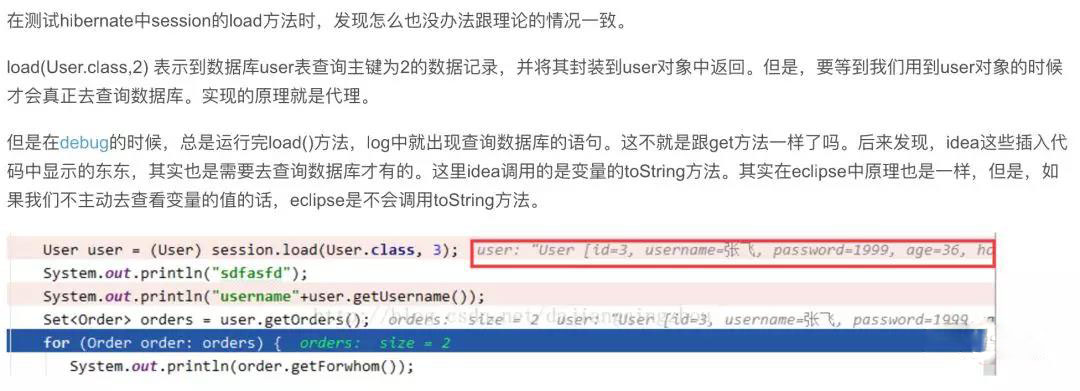 在测试hibernate中session的load方法时，发现怎么也没办法跟理论的情况一致。
load(User.class,2) 表示到数据库user表查询主键为2的数据记录，并将其封装到user对象中返回。但是，要等到我们用到user对象的时候
才会真正去查询数据库。实现的原理就是代理。
但是在debug的时候，总是运行完load()方法，log中就出现查询数据库的语句。这不就是跟get方法一样了吗。后来发现，idea这些插入代
码中显示的东东，其实也是需要去查询数据库才有的。这里idea调用的是变量的toString方法。其实在eclipse中原理也是一样，但是，如
果我们不主动去查看变量的值的话，eclipse是不会调用toString方法。
User user = (User) session.load(User.class, 3); user: "User [id=3, username=张飞, password=1999, age=36, ho
System.out.println("sdfasfd");
System.out.println("username"+user.getUsername());
Set<Order> orders = user.getOrders(); orders: size = 2 user: "User [id=3, username=张飞, password=1999
for (Order order: orders) { orders: size = 2
System.out.println(order.getForwhom());